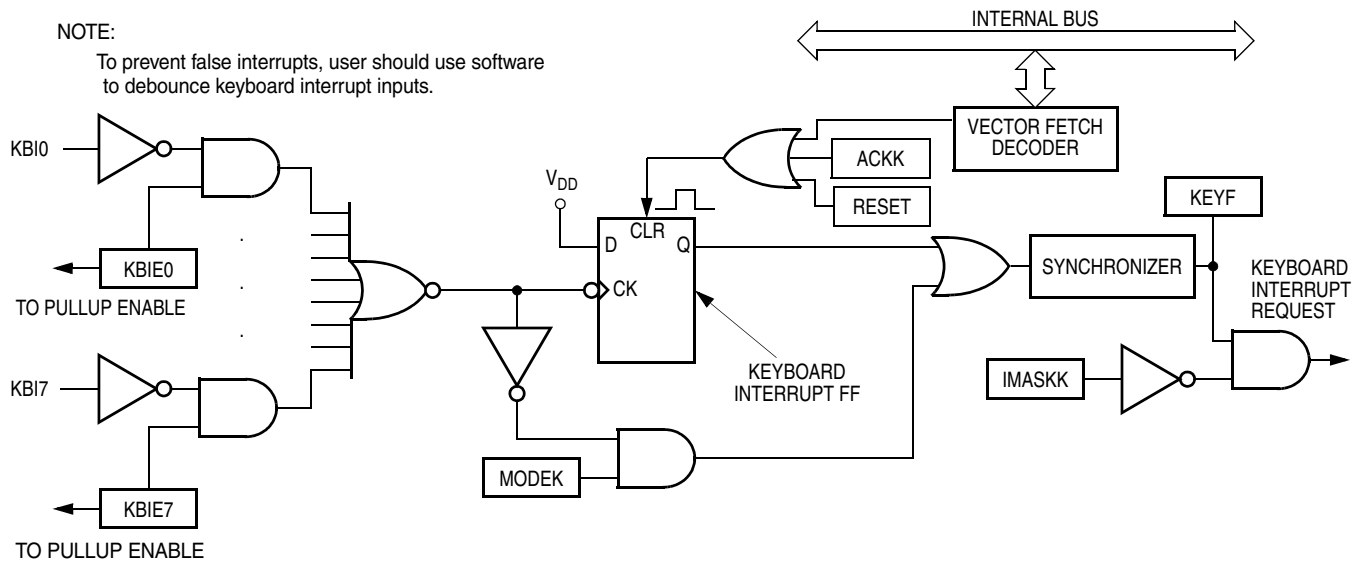 NOTE:
To prevent false interrupts, user should use software
to debounce keyboard interrupt inputs.
INTERNAL BUS
VECTOR FETCH
DECODER
ACKK
RESET
KBI0
KBIE0
TO PULLUP ENABLE
.
.
.
KBI7
KBIE7
TO PULLUP ENABLE
VDD
CLR
D
Q
CK
KEYBOARD
INTERRUPT FF
MODEK
SYNCHRONIZER
KEYF
IMASKK
KEYBOARD
INTERRUPT
REQUEST